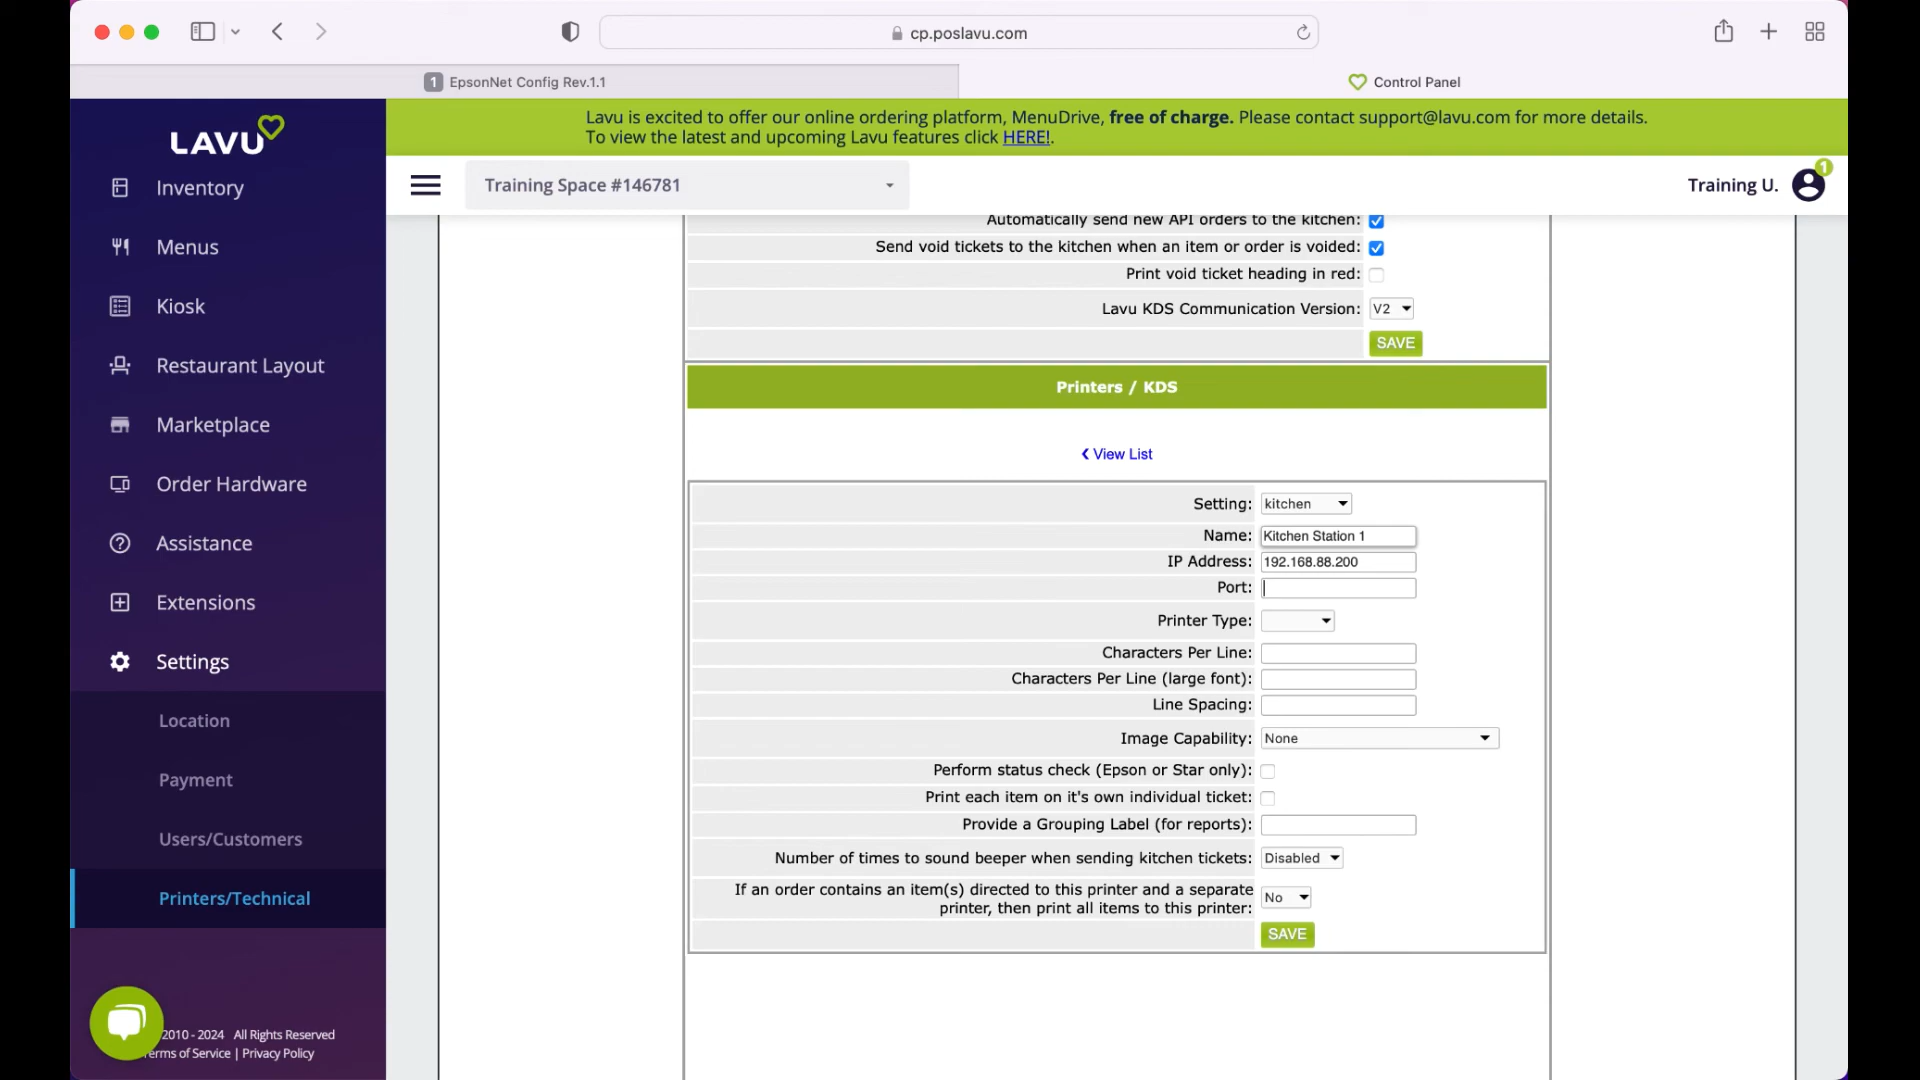 cp.poslavu.com
1 EpsonNet Config Rev.1.1
Control Panel
LAVU
Lavu is excited to offer our online ordering platform, MenuDrive, free of charge. Please contact support@lavu.com for more details.
To view the latest and upcoming Lavu features click HERE!.
Training Space #146781
Training U.
1
Inventory
Menus
Kiosk
Restaurant Layout
Marketplace
Order Hardware
Assistance
Extensions
Settings
Location
Payment
Users/Customers
Printers/Technical
2010 - 2024 All Rights Reserved
Terms of Service | Privacy Policy
Automatically send new API orders to the kitchen:
Send void tickets to the kitchen when an item or order is voided:
Print void ticket heading in red:
Lavu KDS Communication Version: V2
SAVE
Printers / KDS
View List
Setting: kitchen
Name: Kitchen Station 1
IP Address: 192.168.88.200
Port:
Printer Type:
Characters Per Line:
Characters Per Line (large font):
Line Spacing:
Image Capability: None
Perform status check (Epson or Star only):
Print each item on it's own individual ticket:
Provide a Grouping Label (for reports):
Number of times to sound beeper when sending kitchen tickets: Disabled
If an order contains an item(s) directed to this printer and a separate
printer, then print all items to this printer: No
SAVE